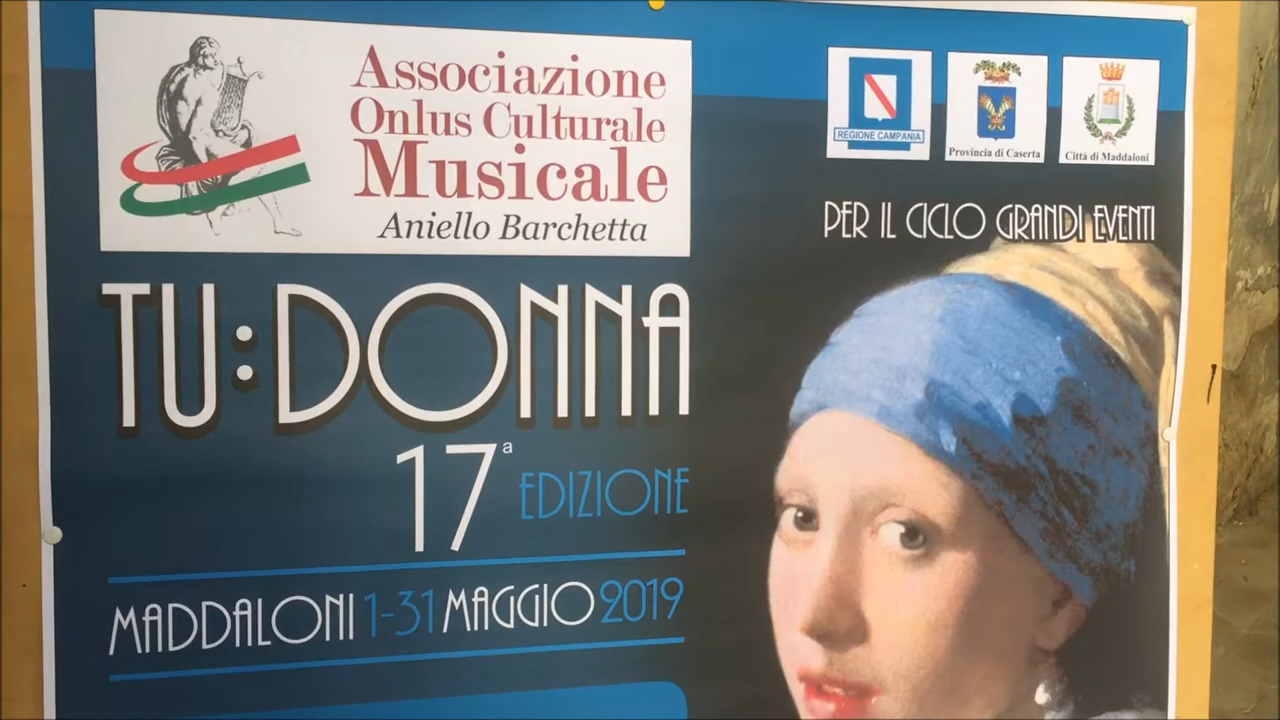 Associazione
Onlus Culturale
Musicale
Aniello Barchetta
REGIONE CAMPANIA
Provincia di Caserta
Città di Maddaloni
PER IL CICLO GRANDI EVENTI
TU: DONNA
17ª EDIZIONE
MADDALONI 1-31 MAGGIO 2019